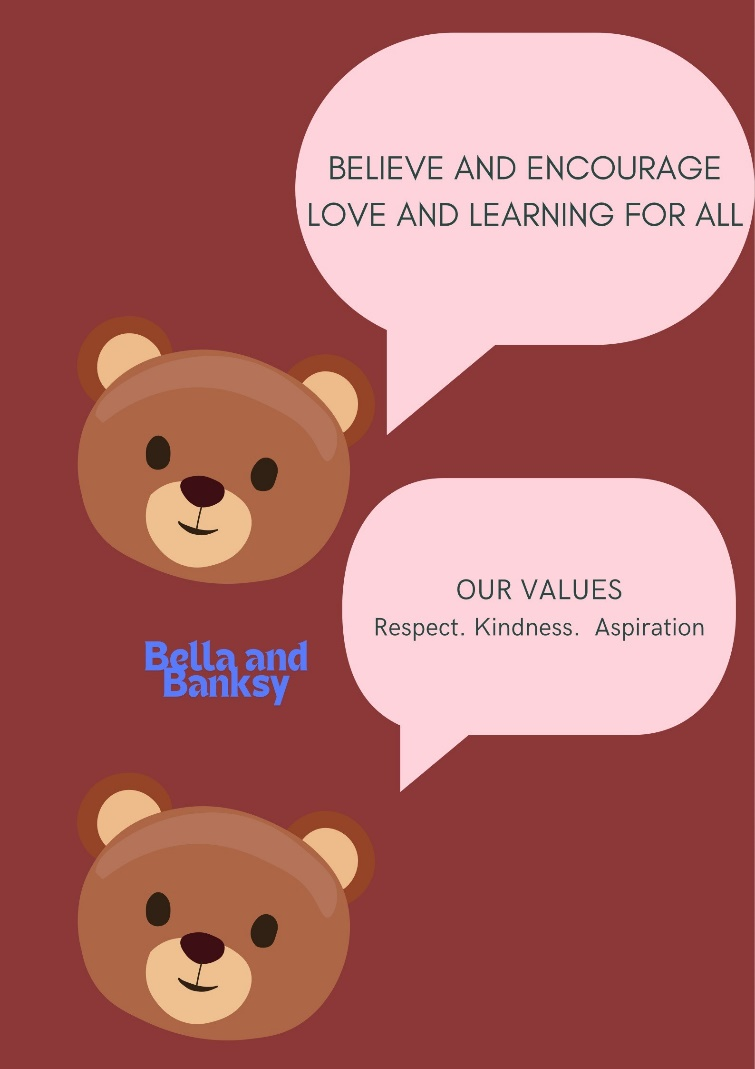 BELIEVE AND ENCOURAGE
LOVE AND LEARNING FOR ALL
OUR VALUES
Respect. Kindness.  Aspiration
Bella and
Banksy